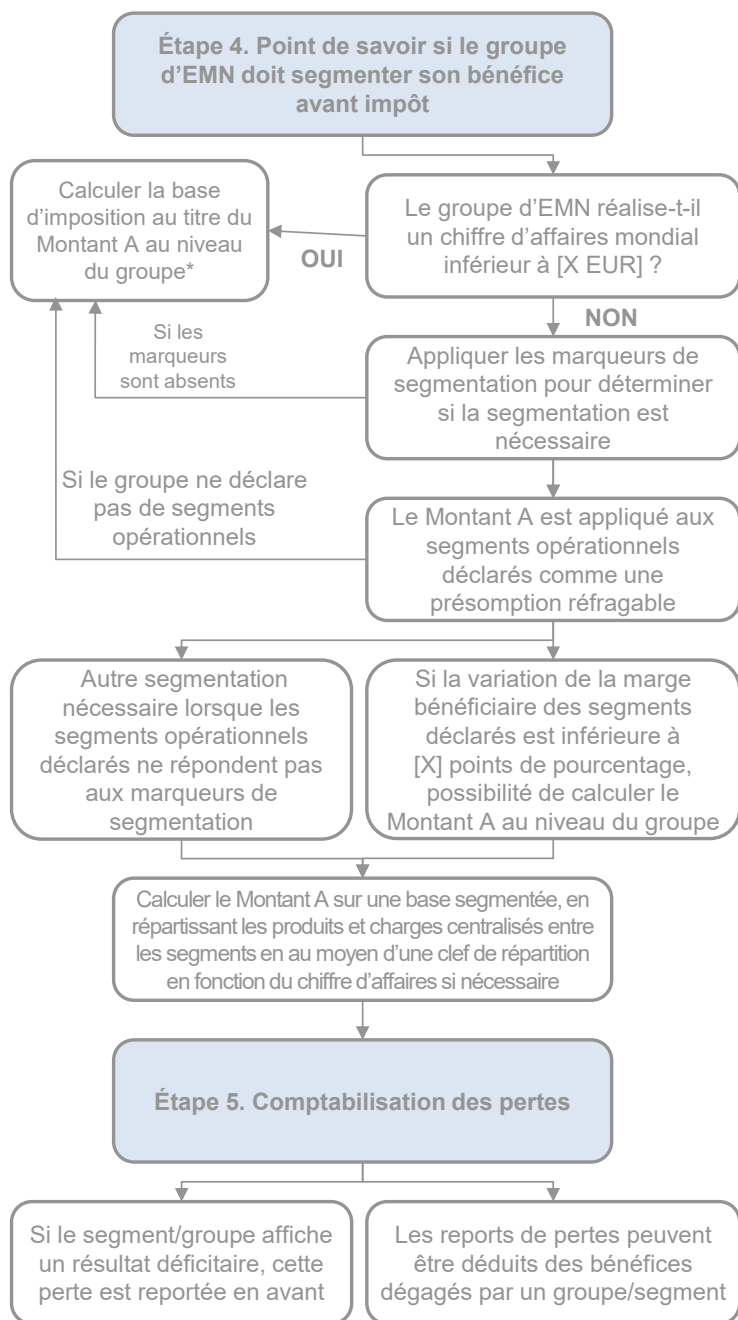 Étape 4. Point de savoir si le groupe
d’EMN doit segmenter son bénéfice
avant impôt
Calculer la base
d’imposition au titre du
Montant A au niveau
du groupe*
OUI
Le groupe d’EMN réalise-t-il
un chiffre d’affaires mondial
inférieur à [X EUR] ?
NON
Si les
marqueurs
sont absents
Appliquer les marqueurs de
segmentation pour déterminer
si la segmentation est
nécessaire
Si le groupe ne déclare
pas de segments
opérationnels
Le Montant A est appliqué aux
segments opérationnels
déclarés comme une
présomption réfragable
Autre segmentation
nécessaire lorsque les
segments opérationnels
déclarés ne répondent pas
aux marqueurs de
segmentation
Si la variation de la marge
bénéficiaire des segments
déclarés est inférieure à
[X] points de pourcentage,
possibilité de calculer le
Montant A au niveau du groupe
Calculer le Montant A sur une base segmentée, en
répartissant les produits et charges centralisés entre
les segments en au moyen d’une clef de répartition
en fonction du chiffre d’affaires si nécessaire
Étape 5. Comptabilisation des pertes
Si le segment/groupe affiche
un résultat déficitaire, cette
perte est reportée en avant
Les reports de pertes peuvent
être déduits des bénéfices
dégagés par un groupe/segment